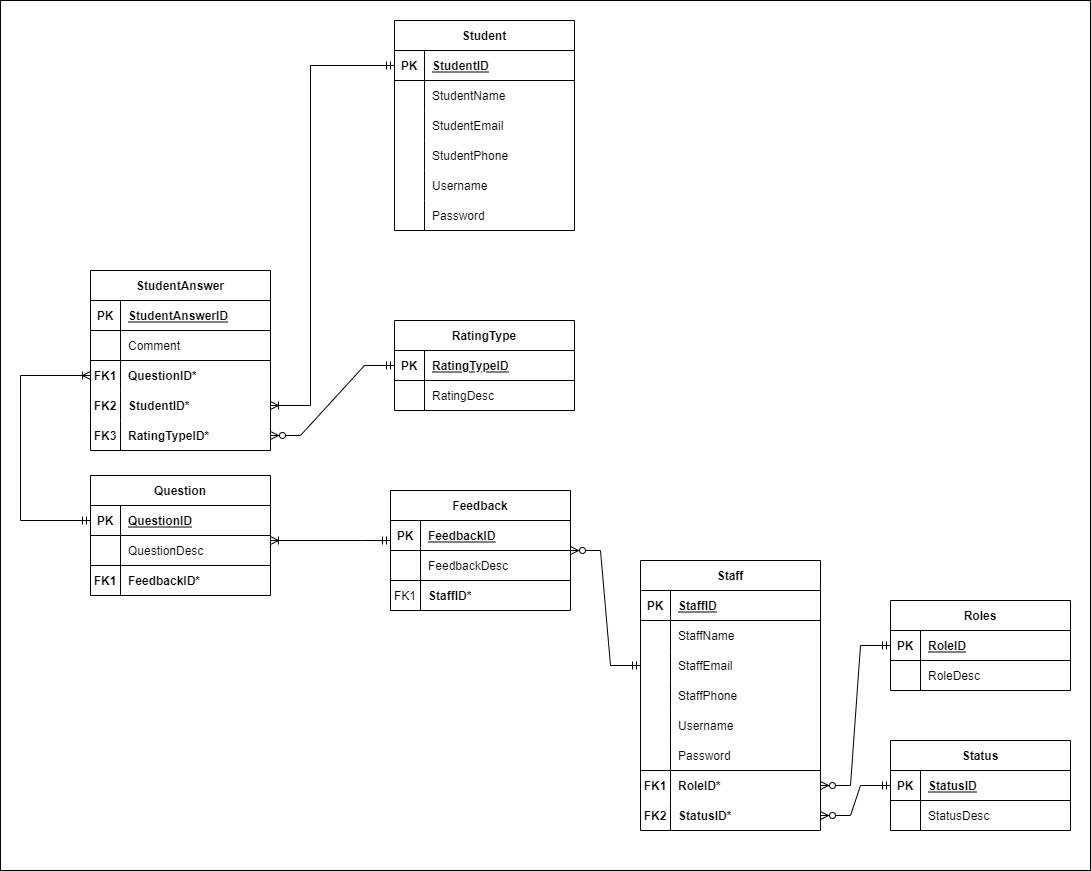 Student
PK StudentID
StudentName
StudentEmail
StudentPhone
Username
Password
StudentAnswer
PK StudentAnswerID
Comment
FK1 QuestionID*
FK2 StudentID*
FK3 RatingTypeID*
RatingType
PK RatingTypeID
RatingDesc
Question
PK QuestionID
QuestionDesc
FK1 FeedbackID*
Feedback
PK FeedbackID
FeedbackDesc
FK1 StaffID*
Staff
PK StaffID
StaffName
StaffEmail
StaffPhone
Username
Password
FK1 RoleID*
FK2 StatusID*
Roles
PK RoleID
RoleDesc
Status
PK StatusID
StatusDesc